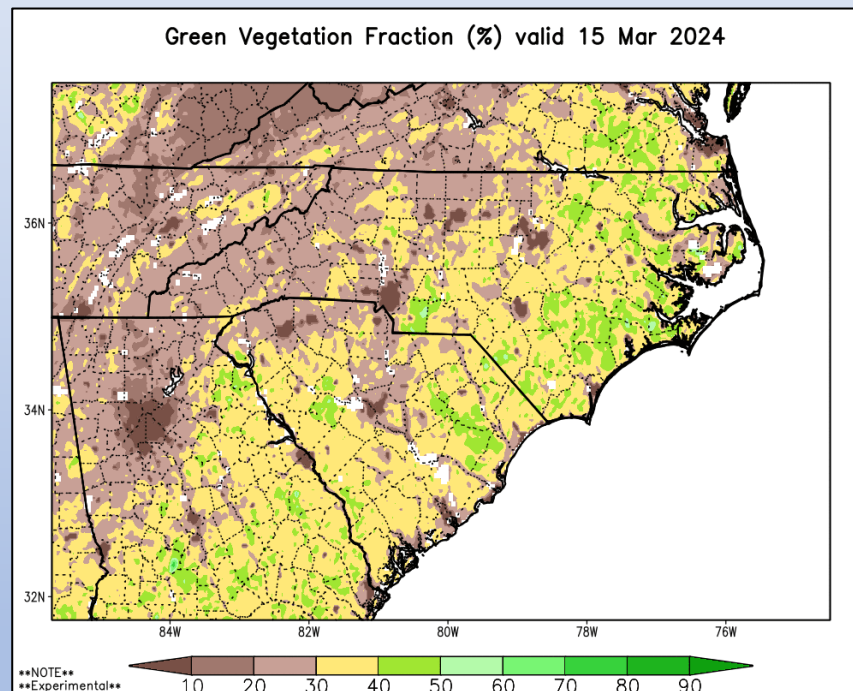 Green Vegetation Fraction (%) valid 15 Mar 2024
36N
34N
32N
84W 82W 80W 78W 76W
**NOTE**
**Experimental**
10 20 30 40 50 60 70 80 90